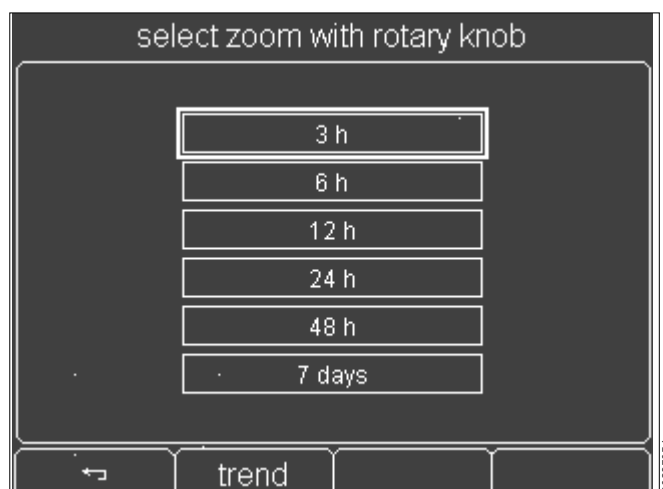 select zoom with rotary knob
3 h
6 h
12 h
24 h
48 h
7 days
trend